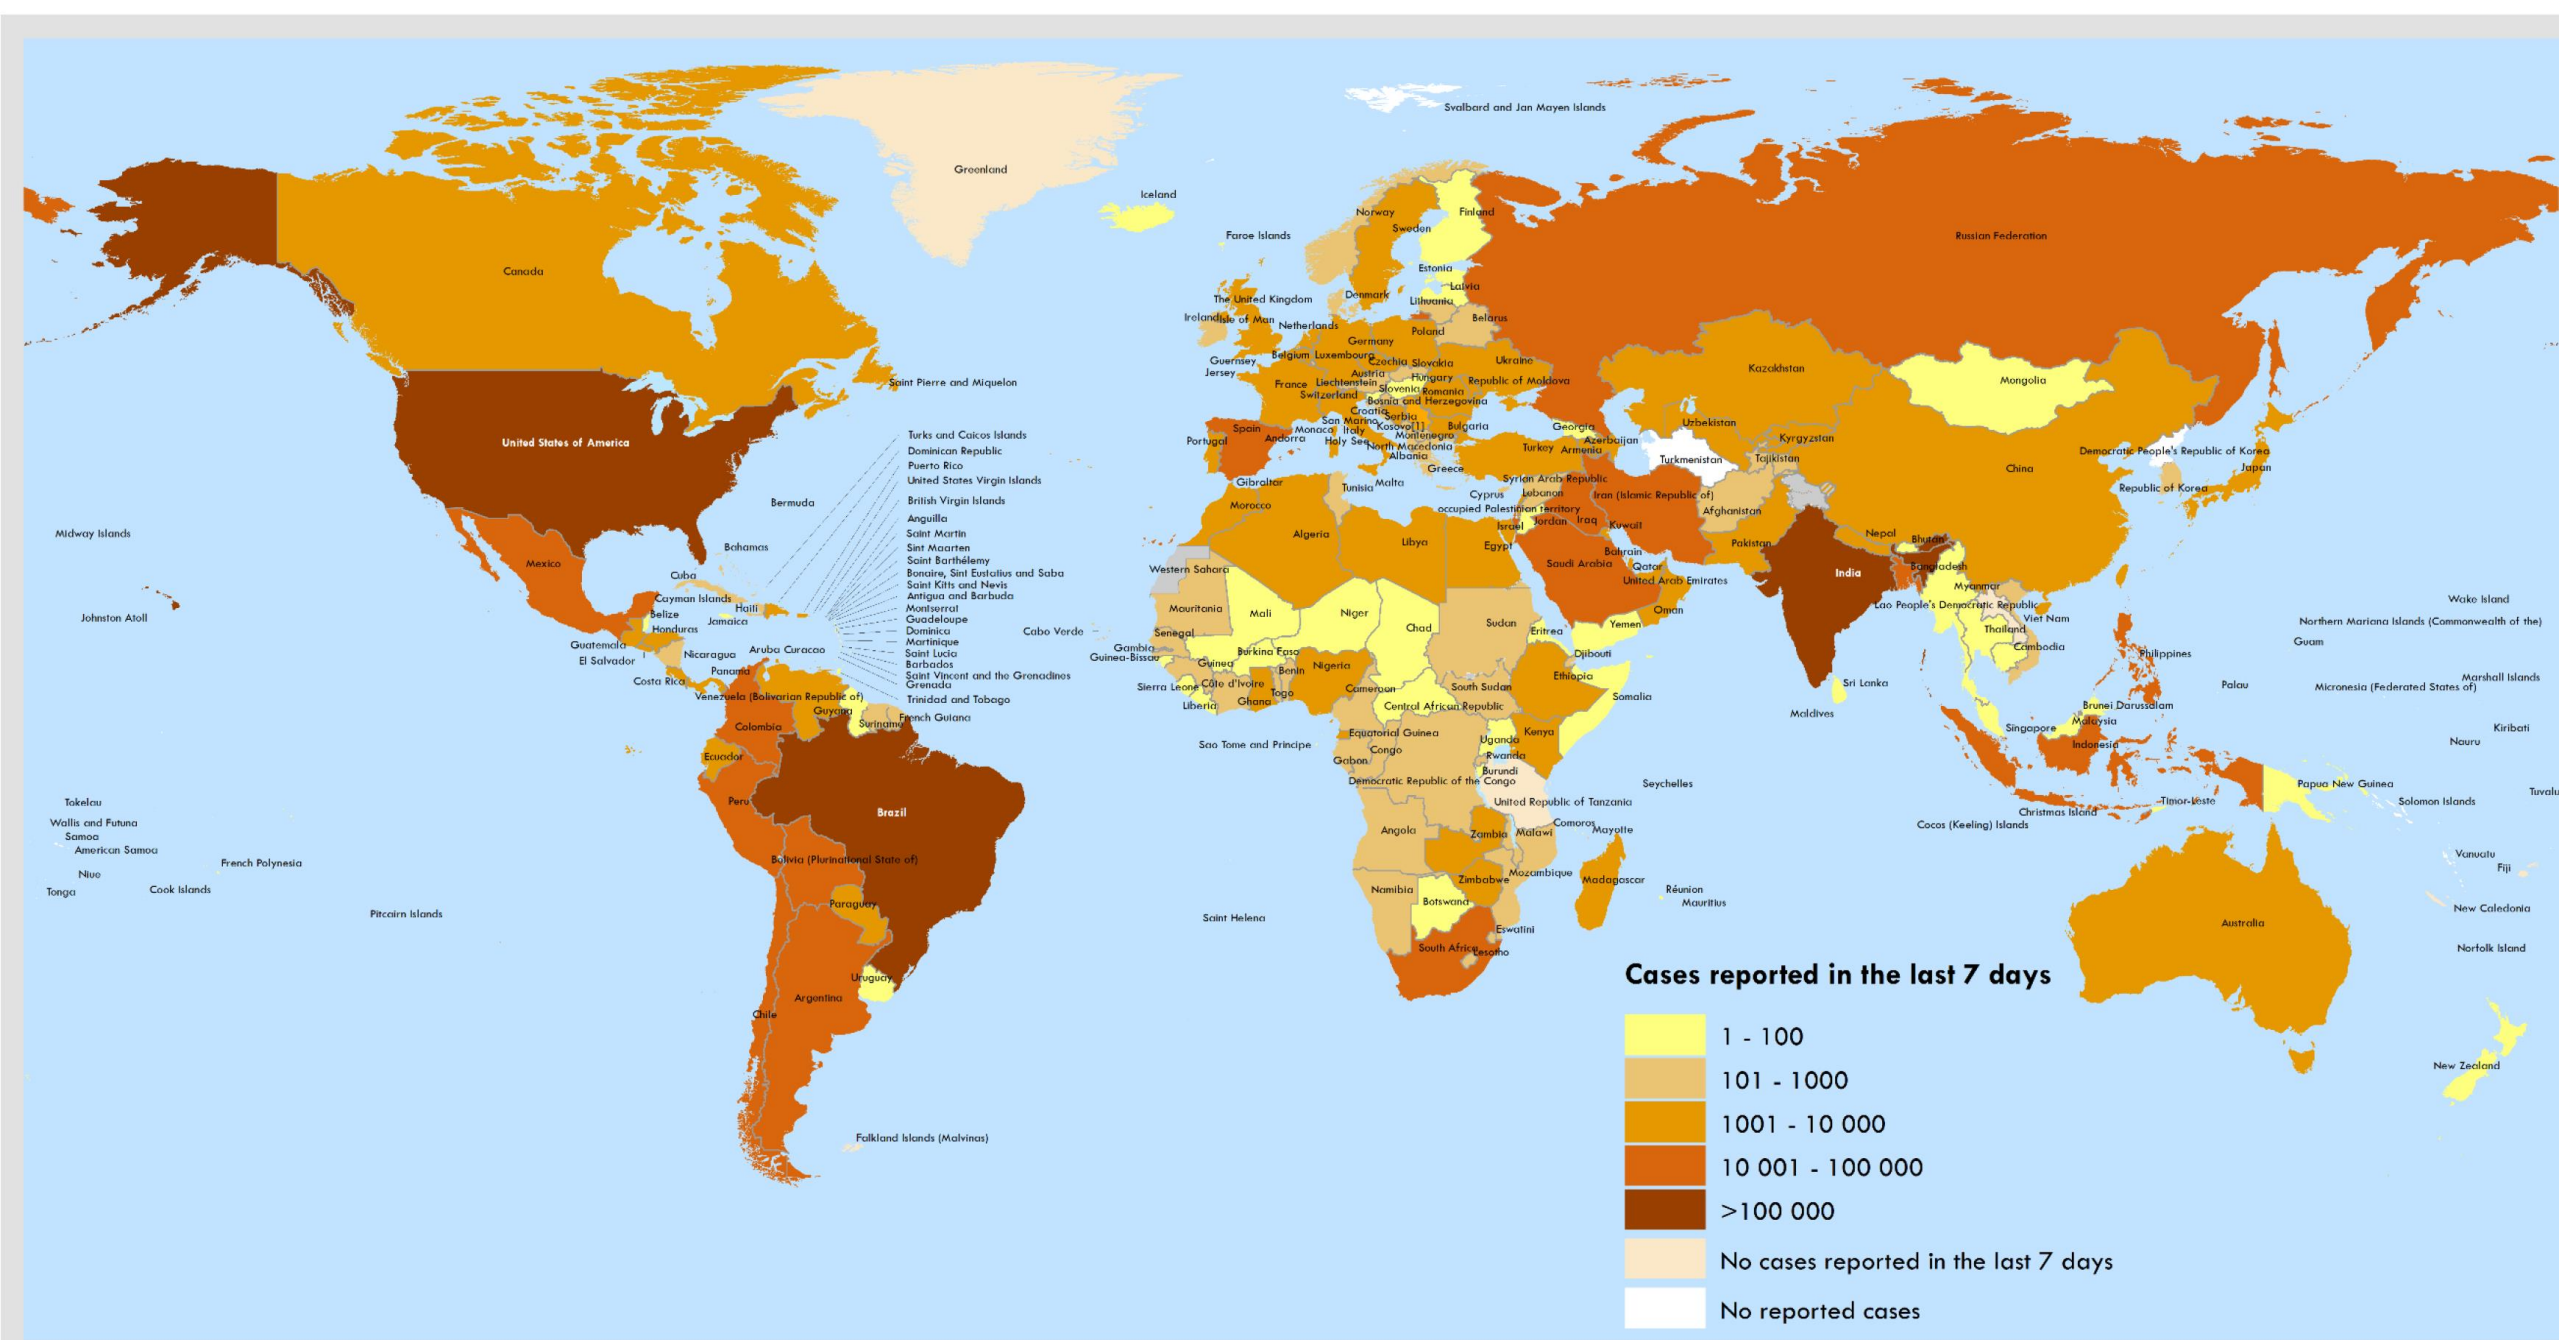 Svalbard and Jan Mayen Islands
Greenland
Iceland
Faroe Islands
Norway
Finland
Sweden
Russian Federation
Canada
Estonia
Latvia
Denmark
Lithuania
The United Kingdom
Ireland
Isle of Man
Netherlands
Belarus
Poland
Germany
Guernsey
Belgium
Luxembourg
Czechia
Slovakia
Ukraine
Jersey
Austria
Hungary
Kazakhstan
Saint Pierre and Miquelon
France
Liechtenstein
Slovenia
Republic of Moldova
Mongolia
Switzerland
Romania
Bosnia and Herzegovina
Croatia
Serbia
San Marino
Kosovo[1]
Bulgaria
Georgia
Uzbekistan
Spain
Monaco
Italy
Montenegro
Andorra
Portugal
Holy See
North Macedonia
Albania
Azerbaijan
Kyrgyzstan
Turkey
Armenia
Turkmenistan
Tajikistan
China
Democratic People's Republic of Korea
Japan
Greece
United States of America
Turks and Caicos Islands
Dominican Republic
Puerto Rico
United States Virgin Islands
British Virgin Islands
Anguilla
Saint Martin
Sint Maarten
Saint Barthélemy
Bonaire, Sint Eustatius and Saba
Saint Kitts and Nevis
Antigua and Barbuda
Montserrat
Guadeloupe
Dominica
Martinique
Saint Lucia
Barbados
Saint Vincent and the Grenadines
Grenada
Trinidad and Tobago
Gibraltar
Tunisia
Malta
Syrian Arab Republic
Cyprus
Lebanon
Iran (Islamic Republic of)
Republic of Korea
Bermuda
Morocco
occupied Palestinian territory
Afghanistan
Israel
Jordan
Iraq
Kuwait
Midway Islands
Algeria
Libya
Egypt
Pakistan
Nepal
Bhutan
Bahamas
Mexico
Bahrain
Saudi Arabia
Qatar
United Arab Emirates
India
Bangladesh
Western Sahara
Cuba
Myanmar
Cayman Islands
Haiti
Belize
Jamaica
Honduras
Mauritania
Mali
Niger
Chad
Sudan
Oman
Lao People's Democratic Republic
Viet Nam
Wake Island
Johnston Atoll
Northern Mariana Islands (Commonwealth of the)
Guam
Guatemala
El Salvador
Nicaragua
Aruba
Curacao
Cabo Verde
Senegal
Gambia
Guinea-Bissau
Guinea
Burkina Faso
Benin
Nigeria
Eritrea
Yemen
Djibouti
Thailand
Cambodia
Philippines
Panama
Costa Rica
Venezuela (Bolivarian Republic of)
Guyana
Suriname
French Guiana
Colombia
Sierra Leone
Côte d'Ivoire
Liberia
Ghana
Togo
Cameroon
South Sudan
Central African Republic
Ethiopia
Somalia
Sri Lanka
Maldives
Palau
Marshall Islands
Micronesia (Federated States of)
Brunei Darussalam
Malaysia
Singapore
Indonesia
Kiribati
Nauru
Sao Tome and Principe
Equatorial Guinea
Congo
Gabon
Uganda
Kenya
Rwanda
Burundi
Democratic Republic of the Congo
Seychelles
Ecuador
Peru
Brazil
Papua New Guinea
Tuvalu
Tokelau
Wallis and Futuna
Samoa
American Samoa
French Polynesia
Niue
Tonga
Cook Islands
Pitcairn Islands
United Republic of Tanzania
Timor-Leste
Solomon Islands
Christmas Island
Cocos (Keeling) Islands
Angola
Zambia
Malawi
Comoros
Mayotte
Bolivia (Plurinational State of)
Vanuatu
Fiji
Mozambique
Zimbabwe
Madagascar
Namibia
Botswana
Réunion
Mauritius
New Caledonia
Paraguay
Saint Helena
Eswatini
South Africa
Lesotho
Australia
Norfolk Island
Uruguay
Argentina
Chile
New Zealand
Falkland Islands (Malvinas)
Cases reported in the last 7 days
1 - 100
101 - 1000
1001 - 10 000
10 001 - 100 000
>100 000
No cases reported in the last 7 days
No reported cases